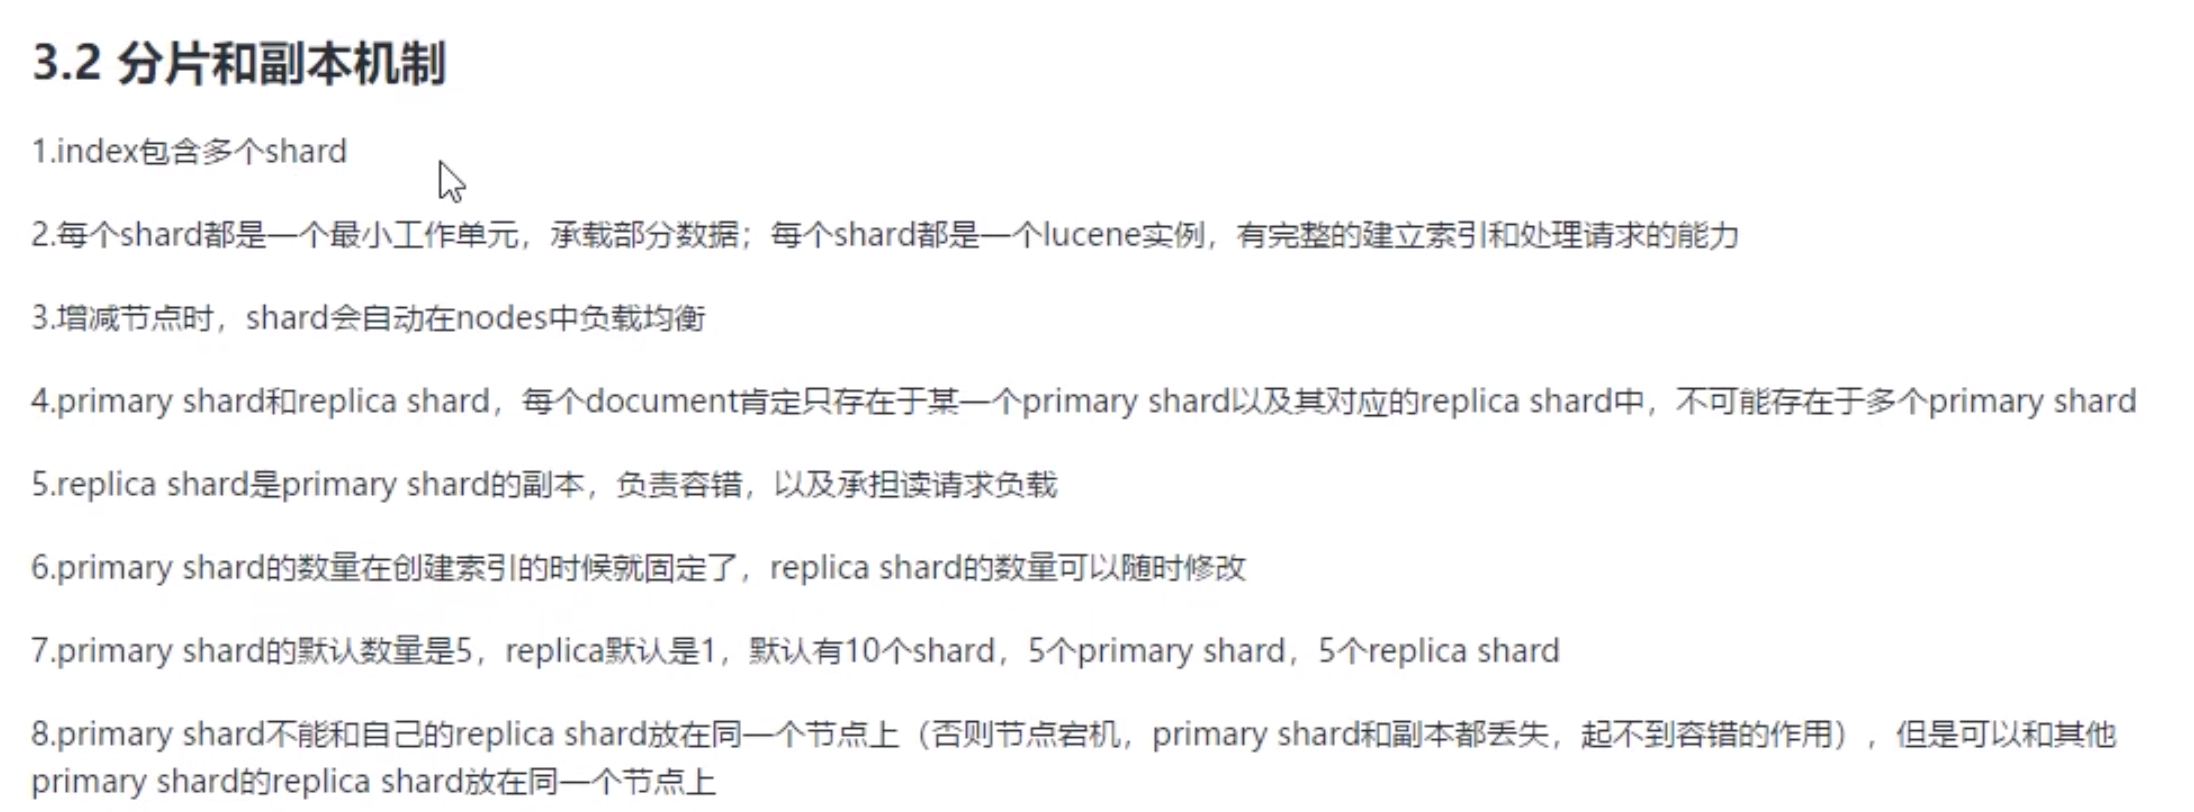 3.2 分片和副本机制
1.index包含多个shard
2.每个shard都是一个最小工作单元，承载部分数据；每个shard都是一个lucene实例，有完整的建立索引和处理请求的能力
3.增减节点时，shard会自动在nodes中负载均衡
4.primary shard和replica shard，每个document肯定只存在于某一个primary shard以及其对应的replica shard中，不可能存在于多个primary shard
5.replica shard是primary shard的副本，负责容错，以及承担读请求负载
6.primary shard的数量在创建索引的时候就固定了，replica shard的数量可以随时修改
7.primary shard的默认数量是5，replica默认是1，默认有10个shard，5个primary shard，5个replica shard
8.primary shard不能和自己的replica shard放在同一个节点上（否则节点宕机，primary shard和副本都丢失，起不到容错的作用），但是可以和其他
primary shard的replica shard放在同一个节点上